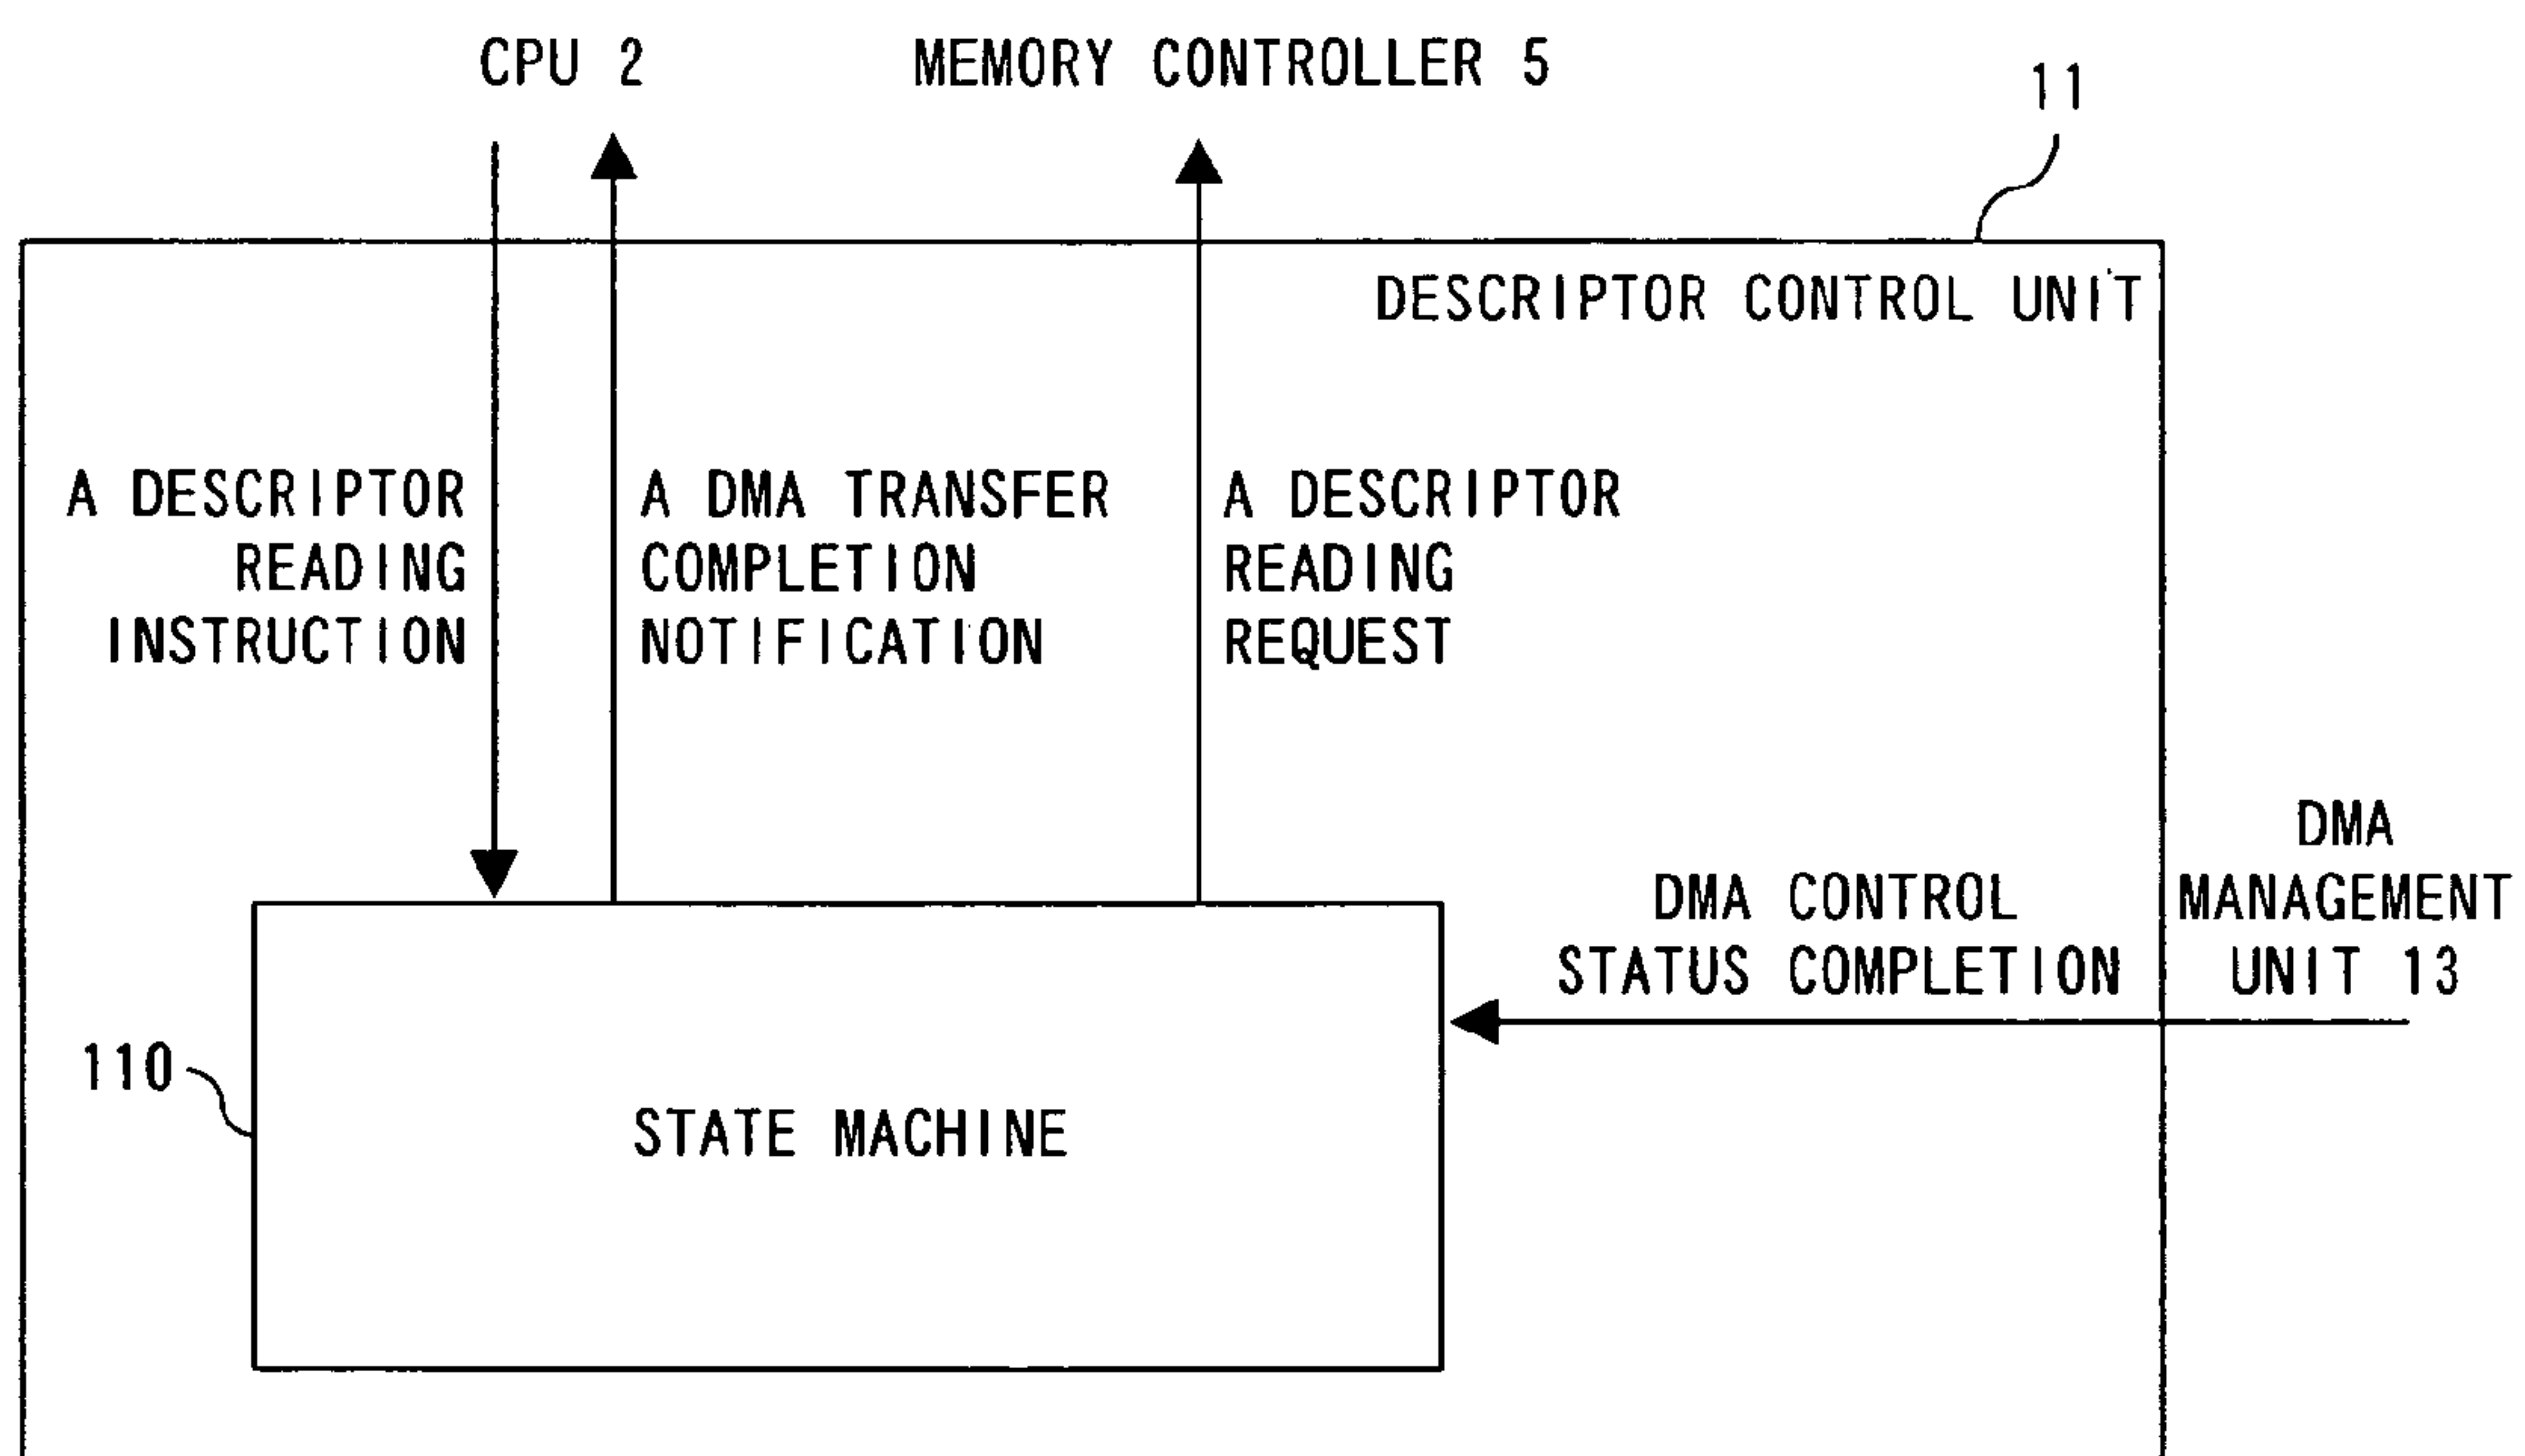 CPU 2
MEMORY CONTROLLER 5
11
DESCRIPTOR CONTROL UNIT
A DESCRIPTOR
READING
INSTRUCTION
A DMA TRANSFER
COMPLETION
NOTIFICATION
A DESCRIPTOR
READING
REQUEST
DMA CONTROL
STATUS COMPLETION
DMA
MANAGEMENT
UNIT 13
110
STATE MACHINE